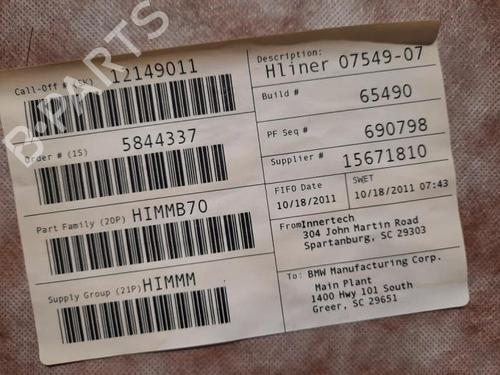 Call-Off
12149011
Order # (15)
5844337
Part Family (20P) HIMMB70
Supply Group (21P) HIMMM
Description:
Hliner 07549-07
Build #
65490
PF Seq #
690798
Supplier #
15671810
FIFO Date
10/18/2011
SWET
10/18/2011 07:43
From Innertech
304 John Martin Road
Spartanburg, SC 29303
To: BMW Manufacturing Corp.
Main Plant
1400 Hwy 101 South
Greer, SC 29651
B-PARTS